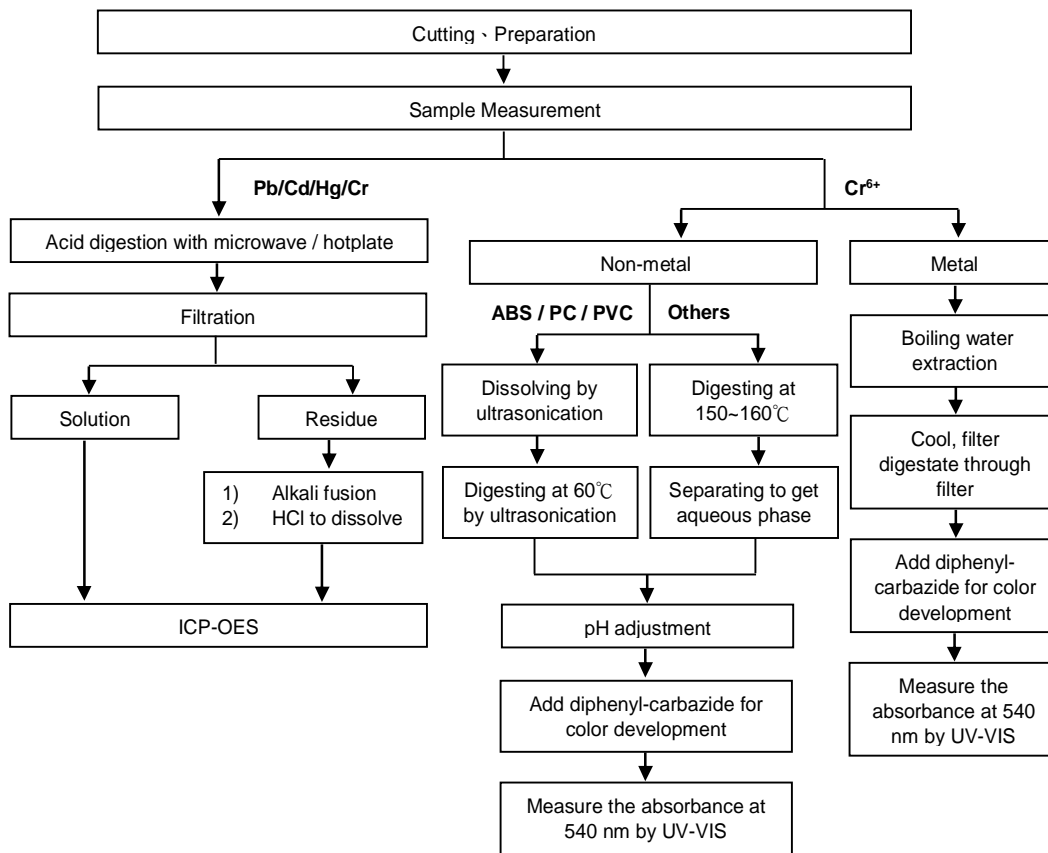 Cutting、Preparation
Sample Measurement
Pb/Cd/Hg/Cr
Cr⁶⁺
Acid digestion with microwave / hotplate
Non-metal
Metal
Filtration
ABS / PC / PVC
Others
Boiling water
extraction
Solution
Residue
Dissolving by
ultrasonication
Digesting at
150~160℃
Cool, filter
digestate through
filter
1) Alkali fusion
2) HCl to dissolve
Digesting at 60℃
by ultrasonication
Separating to get
aqueous phase
Add diphenyl-
carbazide for color
development
ICP-OES
pH adjustment
Measure the
absorbance at 540
nm by UV-VIS
Add diphenyl-carbazide for
color development
Measure the absorbance at
540 nm by UV-VIS